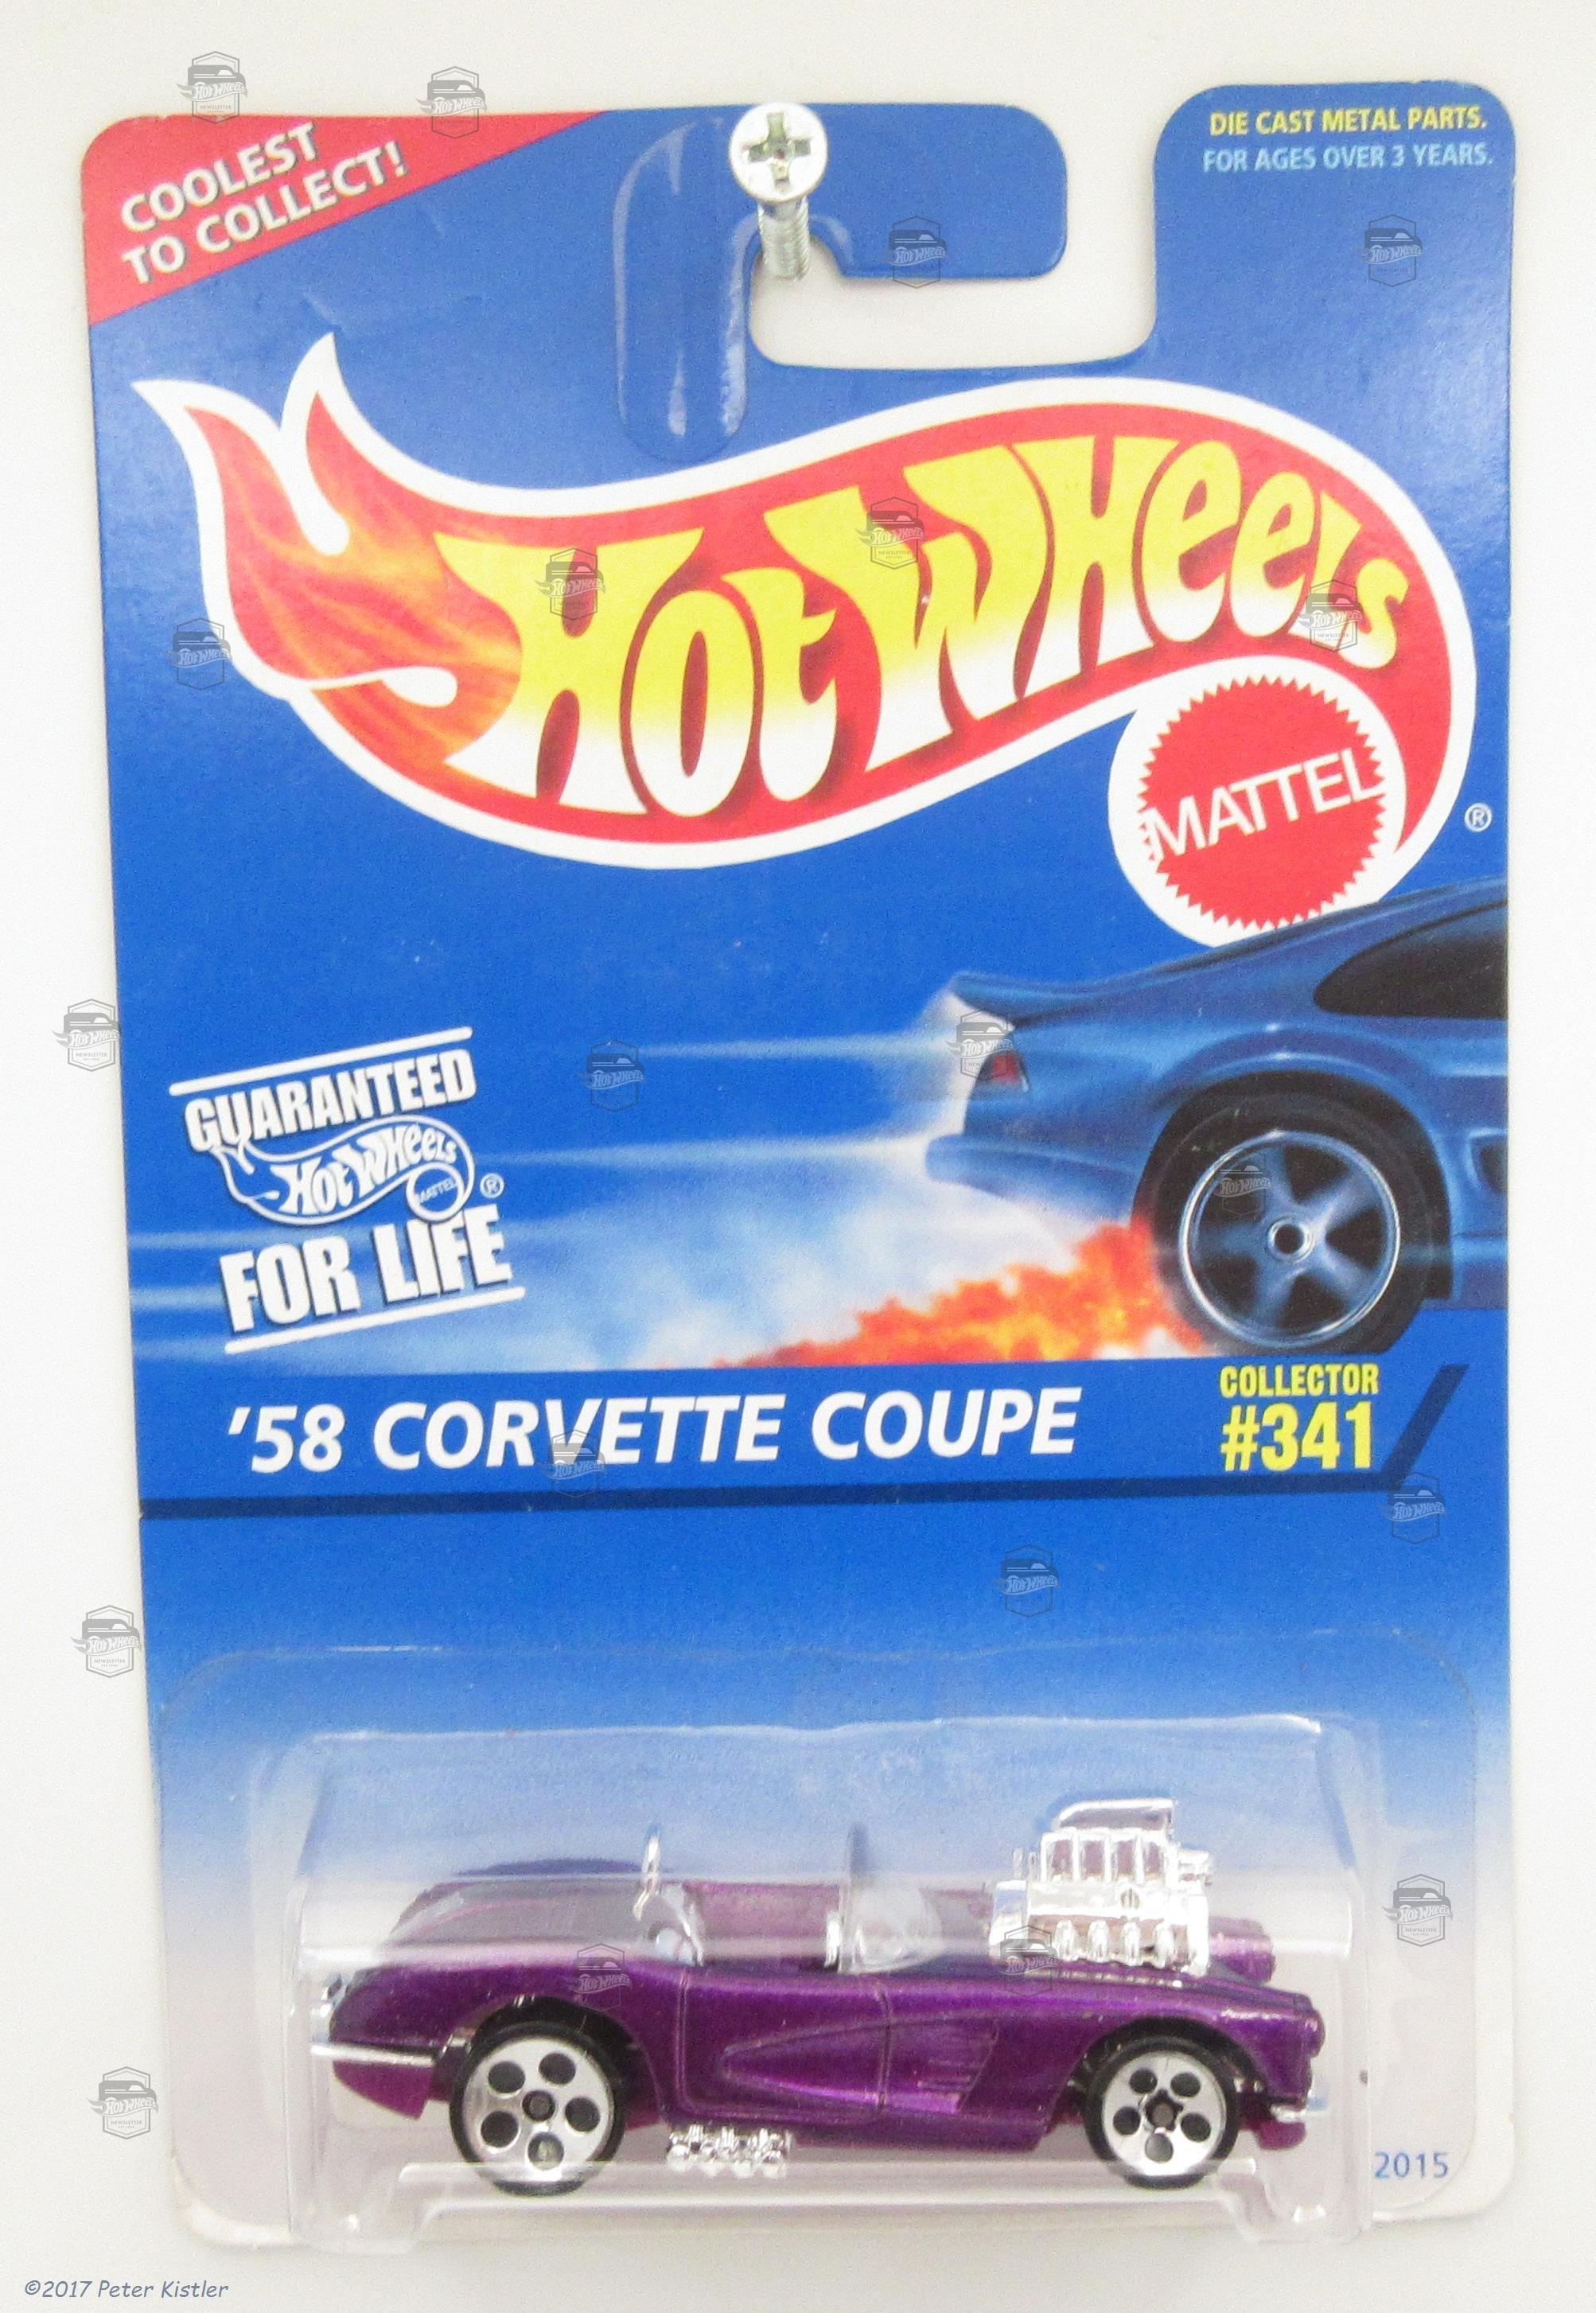 COOLEST
TO COLLECT!
DIE CAST METAL PARTS.
FOR AGES OVER 3 YEARS.
Hot Wheels
MATTEL
®
GUARANTEED
Hot Wheels
MATTEL
®
FOR LIFE
'58 CORVETTE COUPE
COLLECTOR
#341
2015
©2017 Peter Kistler